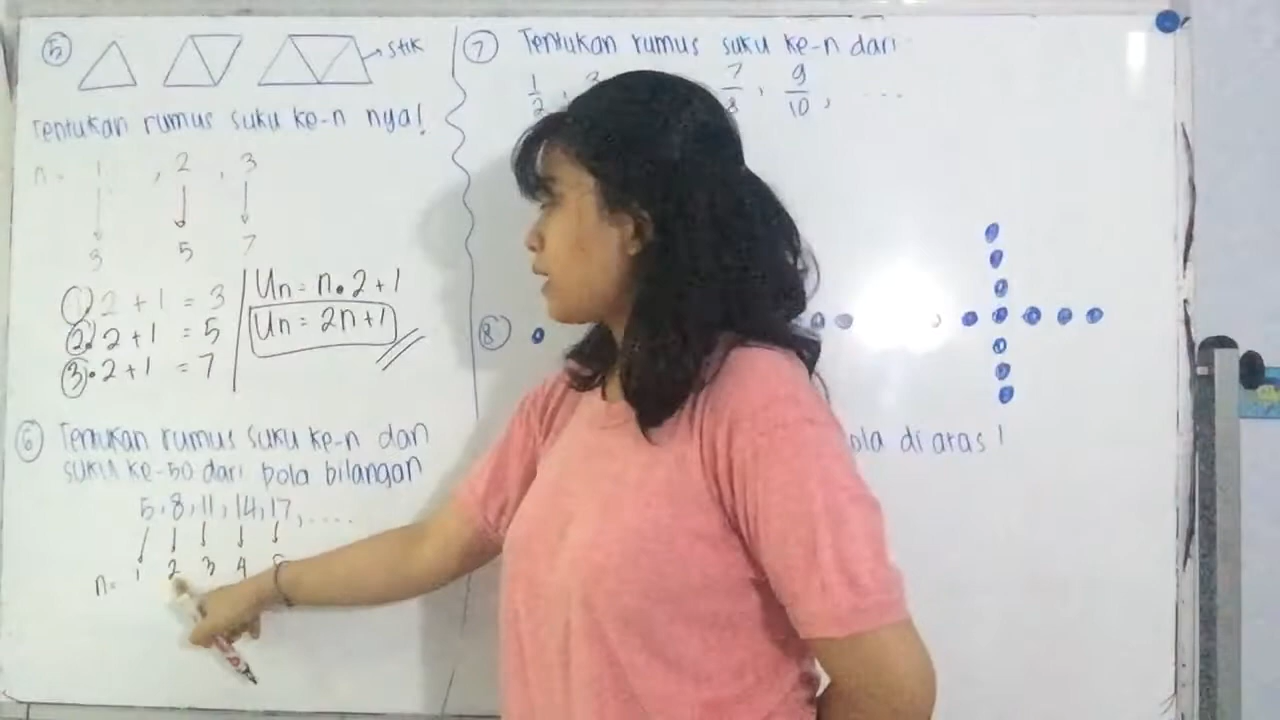 5 stik
Tentukan rumus suku ke-n nya!
n = 1 , 2 , 3
3 5 7
1.2 + 1 = 3
2.2 + 1 = 5
3.2 + 1 = 7
Un = n.2+1
Un = 2n+1
6 Tentukan rumus suku ke-n dan
suku ke-50 dari pola bilangan
5, 8, 11, 14, 17, ....
n = 1 2 3 4
7 Tentukan rumus suku ke-n dari
1/2, 7/8, 9/10, ...
8
pola di atas!